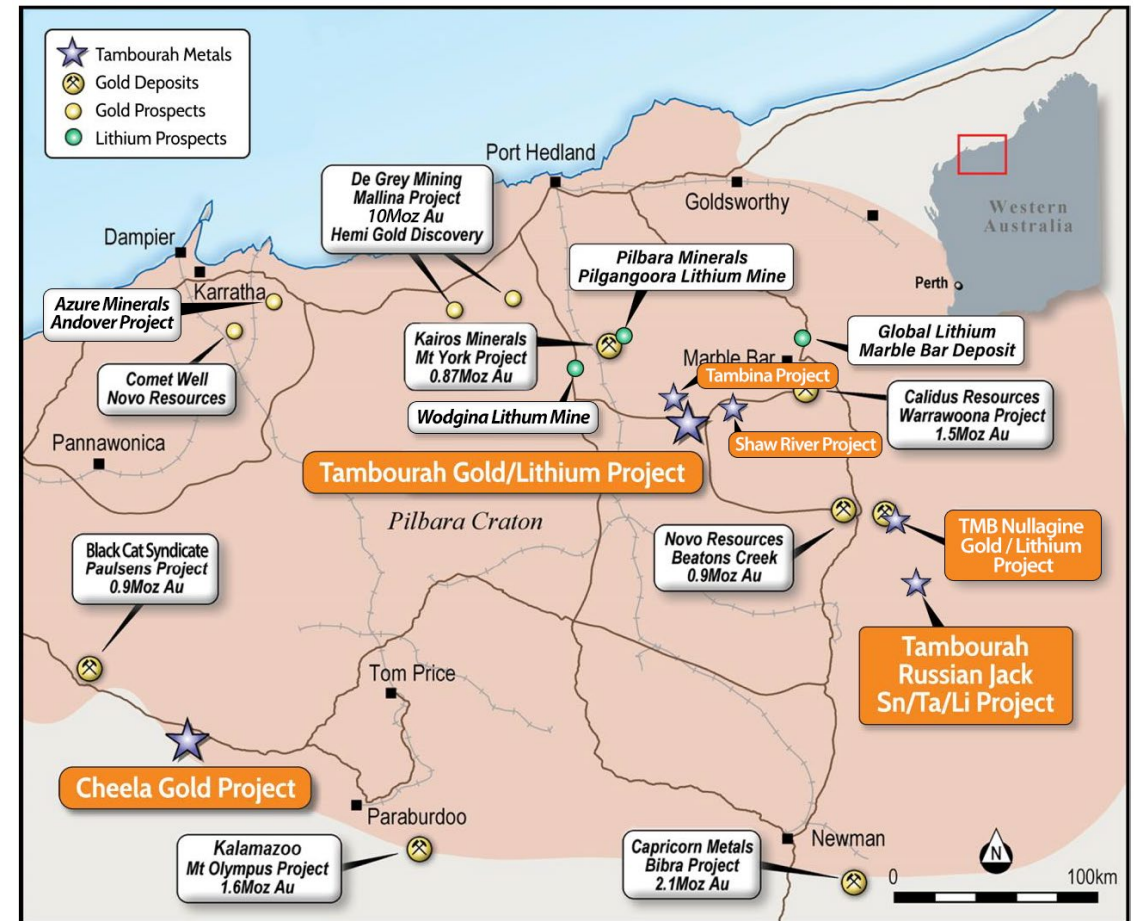 Tambourah Metals
Gold Deposits
Gold Prospects
Lithium Prospects
Port Hedland
De Grey Mining
Mallina Project
10Moz Au
Hemi Gold Discovery
Goldsworthy
Western
Australia
Perth
Dampier
Karratha
Pilbara Minerals
Pilgangoora Lithium Mine
Azure Minerals
Andover Project
Kairos Minerals
Mt York Project
0.87Moz Au
Marble Bar
Global Lithium
Marble Bar Deposit
Tambina Project
Comet Well
Novo Resources
Wodgina Lithum Mine
Calidus Resources
Warrawoona Project
1.5Moz Au
Shaw River Project
Pannawonica
Tambourah Gold/Lithium Project
Pilbara Craton
Black Cat Syndicate
Paulsens Project
0.9Moz Au
Novo Resources
Beatons Creek
0.9Moz Au
TMB Nullagine
Gold / Lithium
Project
Tambourah
Russian Jack
Sn/Ta/Li Project
Tom Price
Cheela Gold Project
Paraburdoo
Newman
Kalamazoo
Mt Olympus Project
1.6Moz Au
Capricorn Metals
Bibra Project
2.1Moz Au
N
0 100km